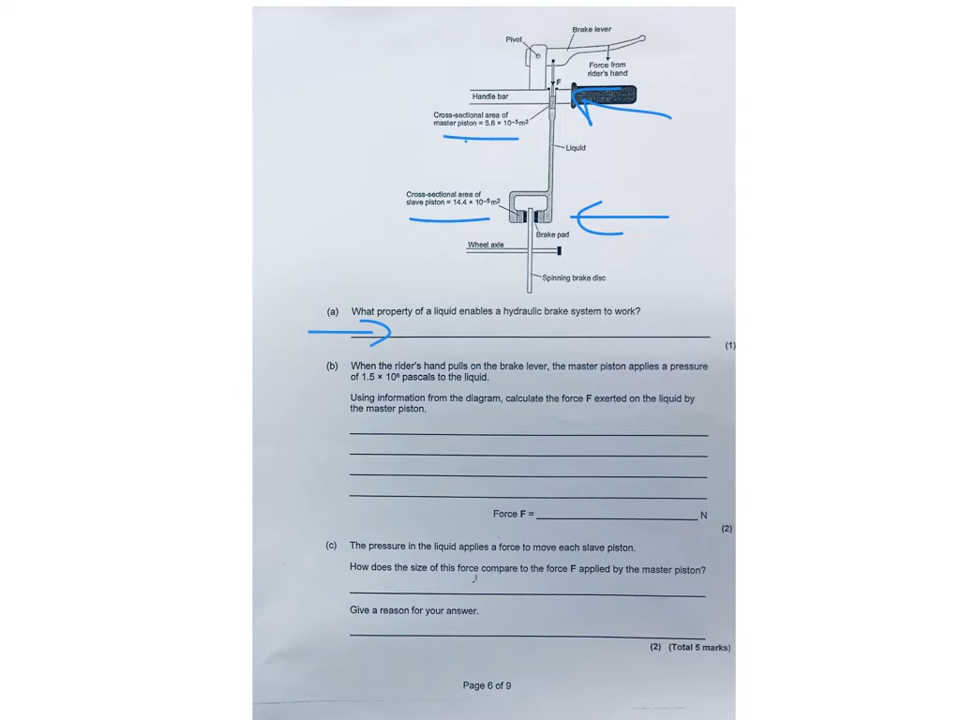 Brake lever
Pivot
Force from
rider's hand
F
Handle bar
Cross-sectional area of
master piston = 5.6 × 10⁻⁵m²
Liquid
Cross-sectional area of
slave piston = 14.4 × 10⁻⁵m²
Brake pad
Wheel axle
Spinning brake disc
(a) What property of a liquid enables a hydraulic brake system to work?
(1)
(b) When the rider's hand pulls on the brake lever, the master piston applies a pressure
of 1.5 × 10⁶ pascals to the liquid.
Using information from the diagram, calculate the force F exerted on the liquid by
the master piston.
Force F = N
(2)
(c) The pressure in the liquid applies a force to move each slave piston.
How does the size of this force compare to the force F applied by the master piston?
Give a reason for your answer.
(2) (Total 5 marks)
Page 6 of 9